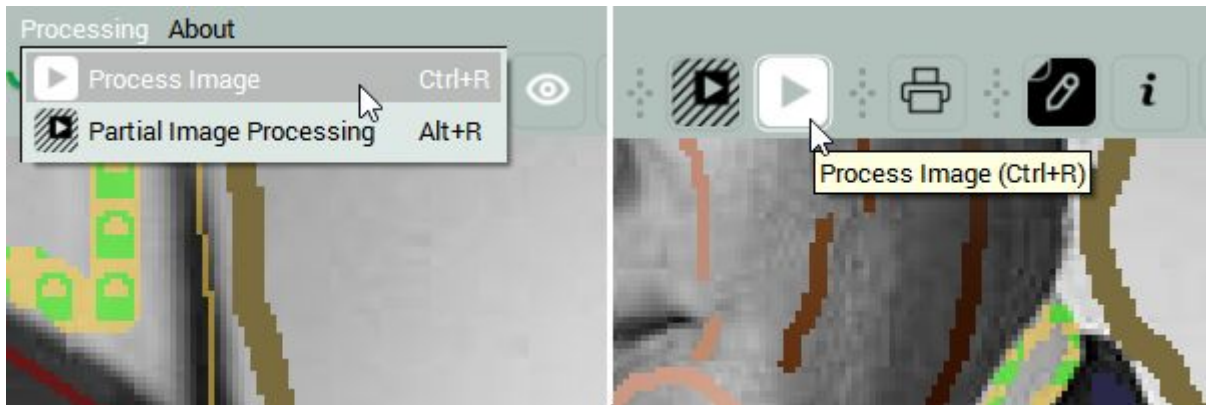 Processing About
Process Image Ctrl+R
Partial Image Processing Alt+R
i
Process Image (Ctrl+R)